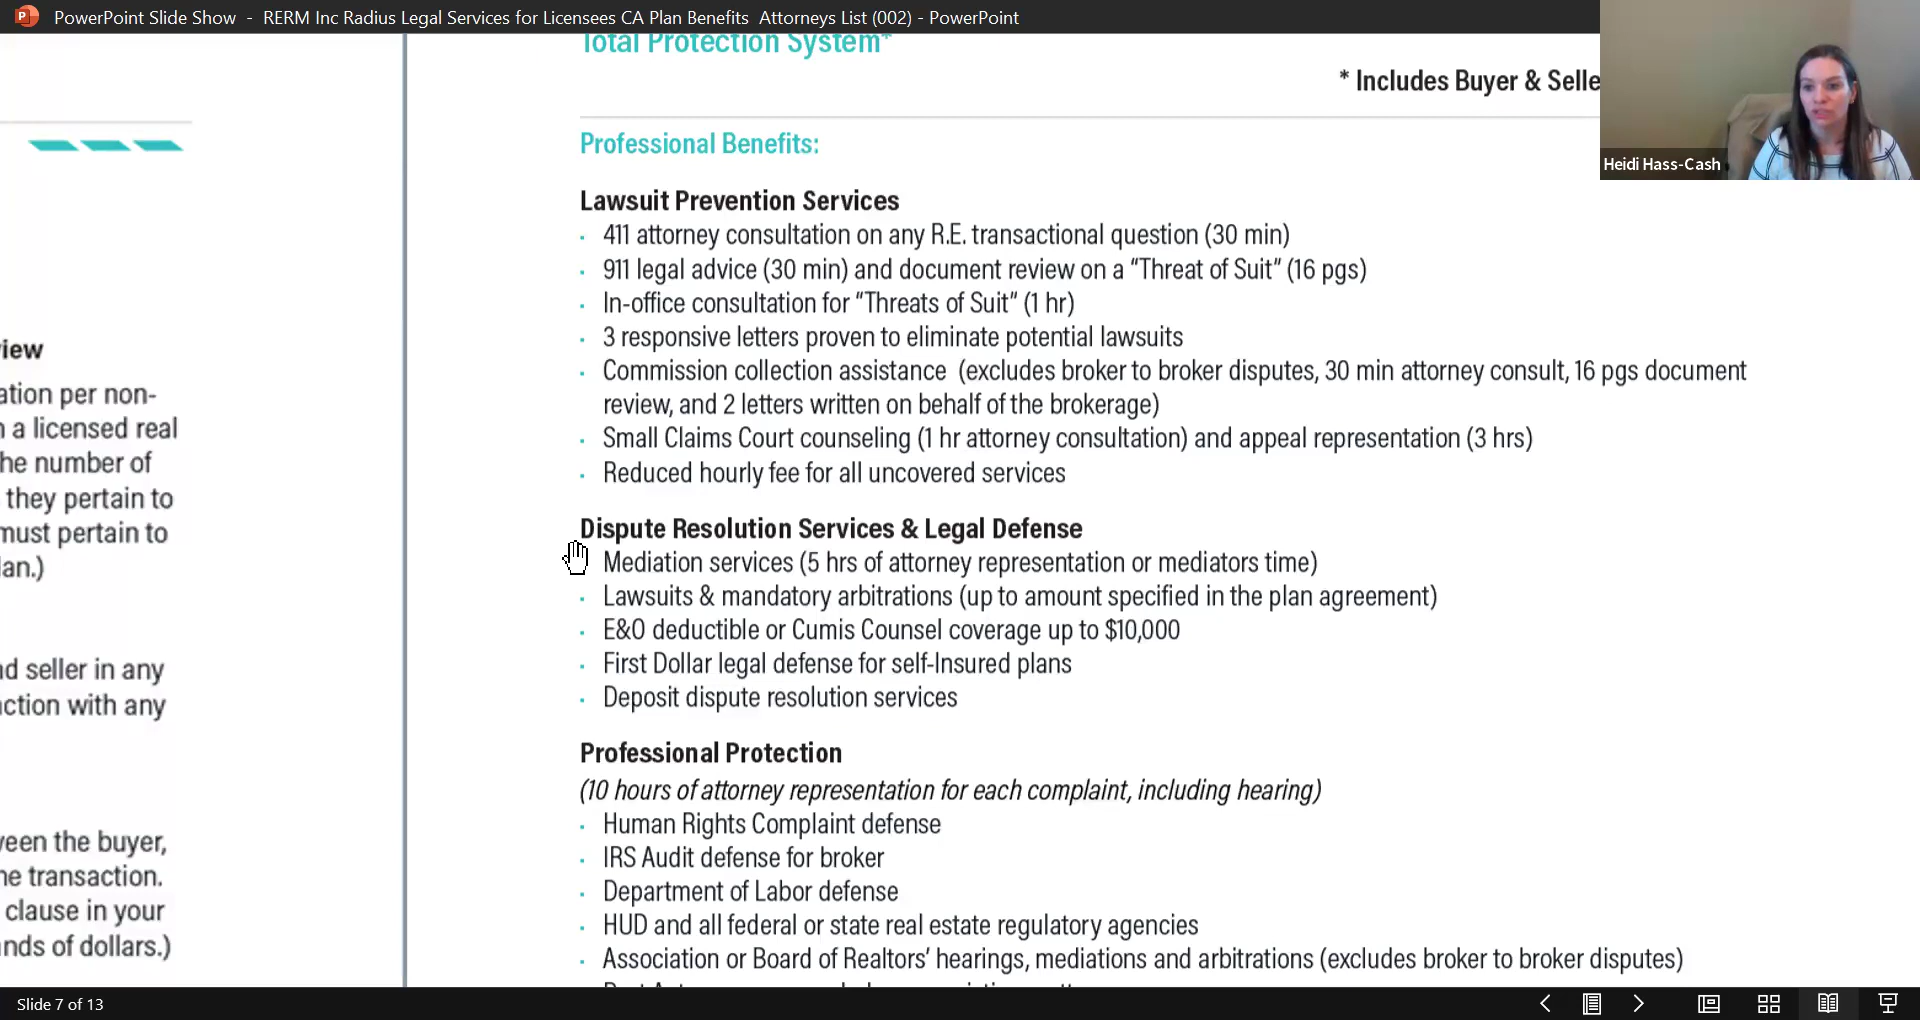 PowerPoint Slide Show - RERM Inc Radius Legal Services for Licensees CA Plan Benefits Attorneys List (002) - PowerPoint
Total Protection System*
* Includes Buyer & Selle
Heidi Hass-Cash
iew
ation per non-
a licensed real
he number of
they pertain to
must pertain to
lan.)
d seller in any
action with any
veen the buyer,
he transaction.
clause in your
nds of dollars.)
Professional Benefits:
Lawsuit Prevention Services
· 411 attorney consultation on any R.E. transactional question (30 min)
· 911 legal advice (30 min) and document review on a “Threat of Suit” (16 pgs)
· In-office consultation for “Threats of Suit” (1 hr)
· 3 responsive letters proven to eliminate potential lawsuits
· Commission collection assistance (excludes broker to broker disputes, 30 min attorney consult, 16 pgs document
review, and 2 letters written on behalf of the brokerage)
· Small Claims Court counseling (1 hr attorney consultation) and appeal representation (3 hrs)
· Reduced hourly fee for all uncovered services
Dispute Resolution Services & Legal Defense
Mediation services (5 hrs of attorney representation or mediators time)
· Lawsuits & mandatory arbitrations (up to amount specified in the plan agreement)
· E&O deductible or Cumis Counsel coverage up to $10,000
· First Dollar legal defense for self-Insured plans
· Deposit dispute resolution services
Professional Protection
(10 hours of attorney representation for each complaint, including hearing)
· Human Rights Complaint defense
· IRS Audit defense for broker
· Department of Labor defense
· HUD and all federal or state real estate regulatory agencies
· Association or Board of Realtors’ hearings, mediations and arbitrations (excludes broker to broker disputes)
Slide 7 of 13